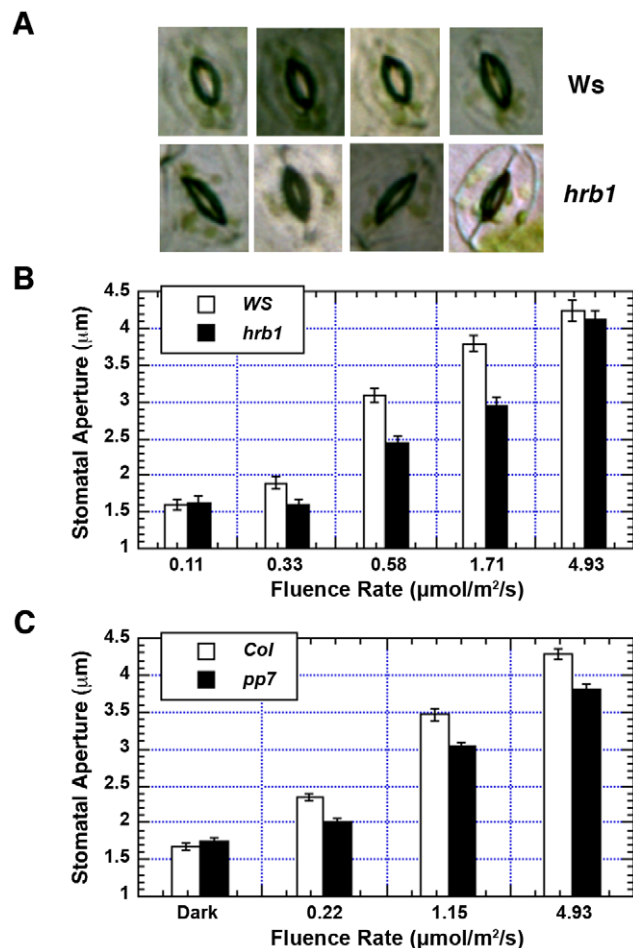 A
Ws
hrb1
B
WS
hrb1
Stomatal Aperture (μm)
4.5
4
3.5
3
2.5
2
1.5
1
0.11 0.33 0.58 1.71 4.93
Fluence Rate (μmol/m²/s)
C
Col
pp7
Stomatal Aperture (μm)
4.5
4
3.5
3
2.5
2
1.5
1
Dark 0.22 1.15 4.93
Fluence Rate (μmol/m²/s)